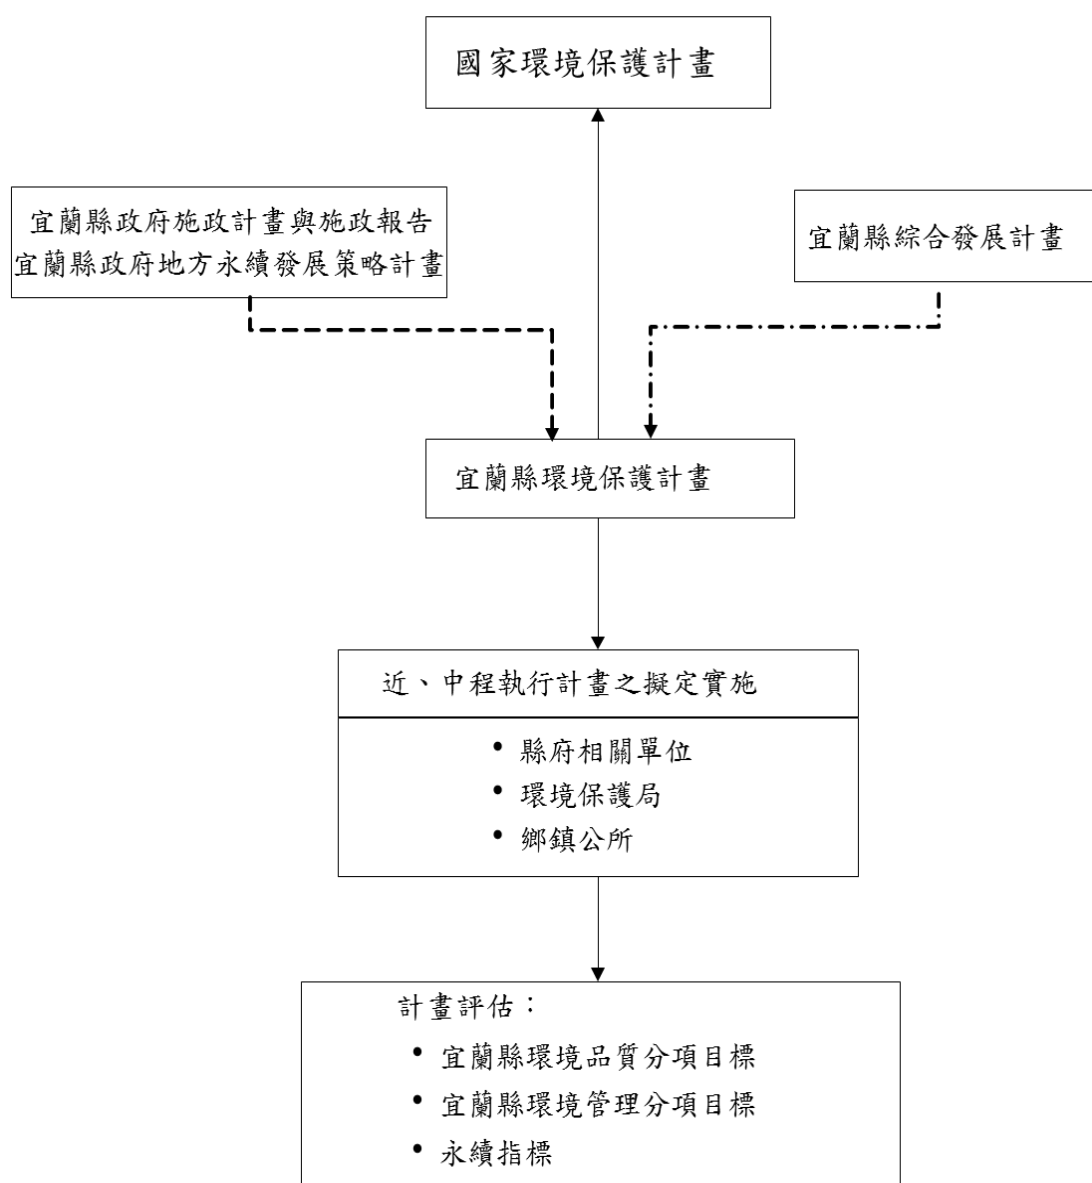 國家環境保護計畫
宜蘭縣政府施政計畫與施政報告
宜蘭縣政府地方永續發展策略計畫
宜蘭縣綜合發展計畫
宜蘭縣環境保護計畫
近、中程執行計畫之擬定實施
• 縣府相關單位
• 環境保護局
• 鄉鎮公所
計畫評估：
• 宜蘭縣環境品質分項目標
• 宜蘭縣環境管理分項目標
• 永續指標